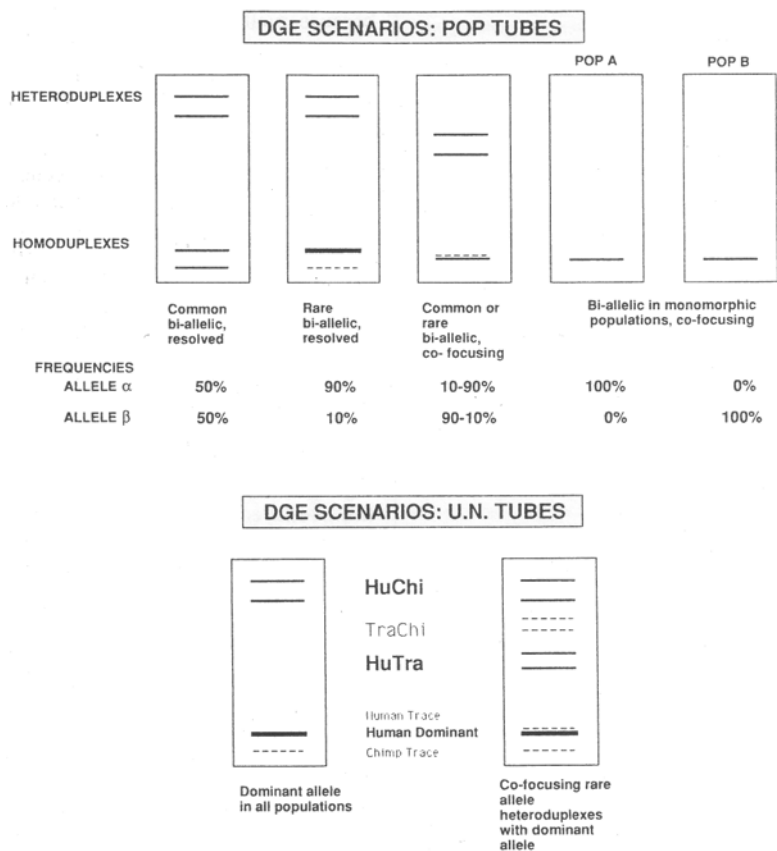 DGE SCENARIOS: POP TUBES
POP A
POP B
HETERODUPLEXES
HOMODUPLEXES
Common
bi-allelic,
resolved
Rare
bi-allelic,
resolved
Common or
rare
bi-allelic,
co- focusing
Bi-allelic in monomorphic
populations, co-focusing
FREQUENCIES
ALLELE α 50% 90% 10-90% 100% 0%
ALLELE β 50% 10% 90-10% 0% 100%
DGE SCENARIOS: U.N. TUBES
HuChi
TraChi
HuTra
Human Trace
Human Dominant
Chimp Trace
Dominant allele
in all populations
Co-focusing rare
allele
heteroduplexes
with dominant
allele